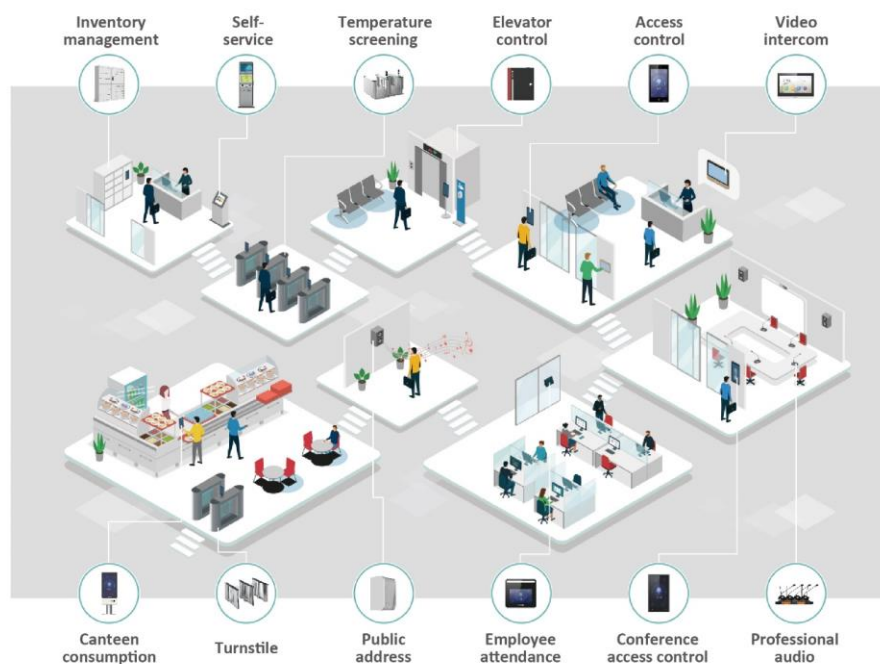 Inventory
management
Self-
service
Temperature
screening
Elevator
control
Access
control
Video
intercom
Canteen
consumption
Turnstile
Public
address
Employee
attendance
Conference
access control
Professional
audio